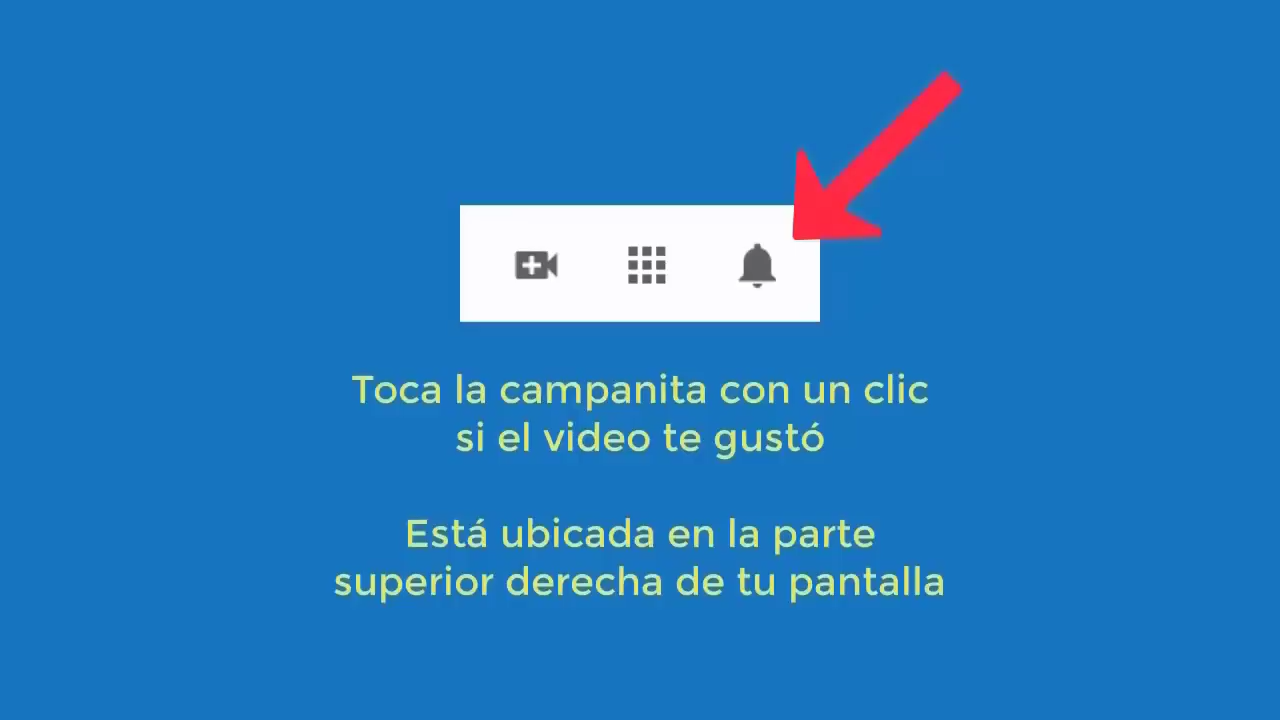 Toca la campanita con un clic
si el video te gustó
Está ubicada en la parte
superior derecha de tu pantalla